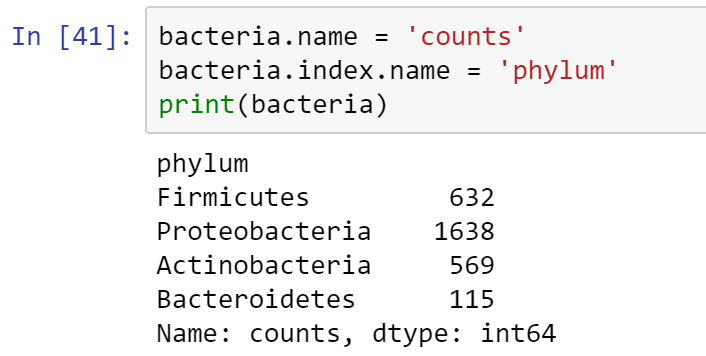 In [41]: bacteria.name = 'counts'
bacteria.index.name = 'phylum'
print(bacteria)
phylum
Firmicutes         632
Proteobacteria    1638
Actinobacteria     569
Bacteroidetes      115
Name: counts, dtype: int64